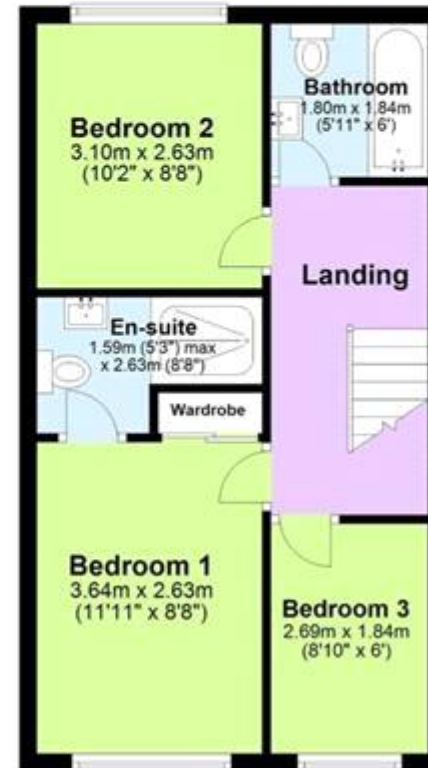 Bathroom
1.80m x 1.84m
(5'11" x 6')
Bedroom 2
3.10m x 2.63m
(10'2" x 8'8")
Landing
En-suite
1.59m (5'3") max
x 2.63m (8'8")
Wardrobe
Bedroom 1
3.64m x 2.63m
(11'11" x 8'8")
Bedroom 3
2.69m x 1.84m
(8'10" x 6')